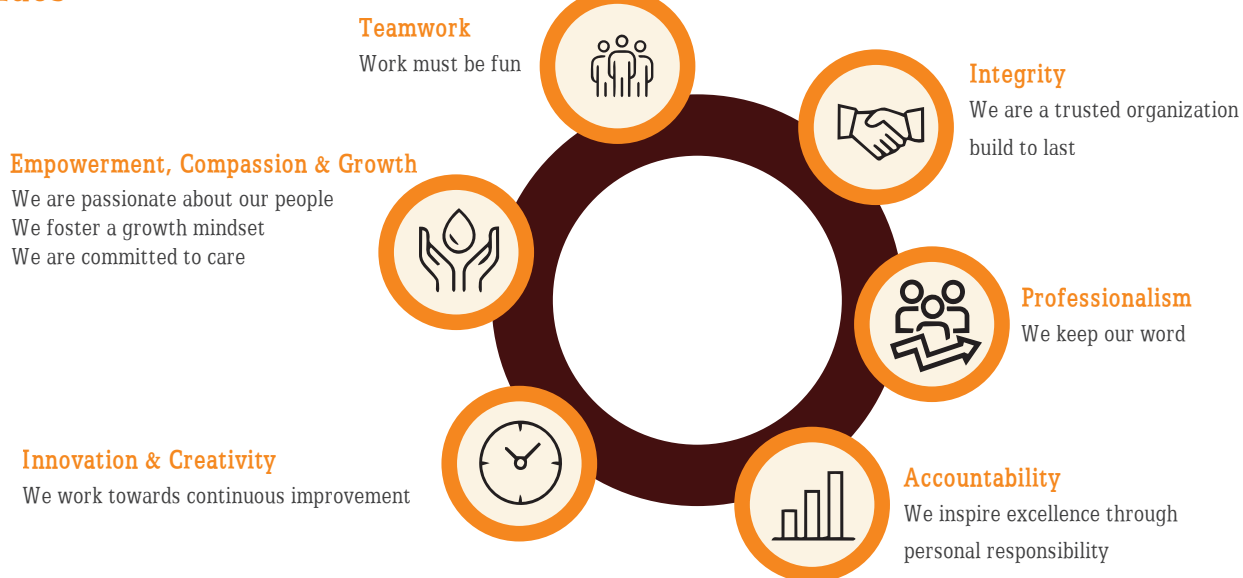 Teamwork
Work must be fun
Integrity
We are a trusted organization
build to last
Empowerment, Compassion & Growth
We are passionate about our people
We foster a growth mindset
We are committed to care
Professionalism
We keep our word
Innovation & Creativity
We work towards continuous improvement
Accountability
We inspire excellence through
personal responsibility